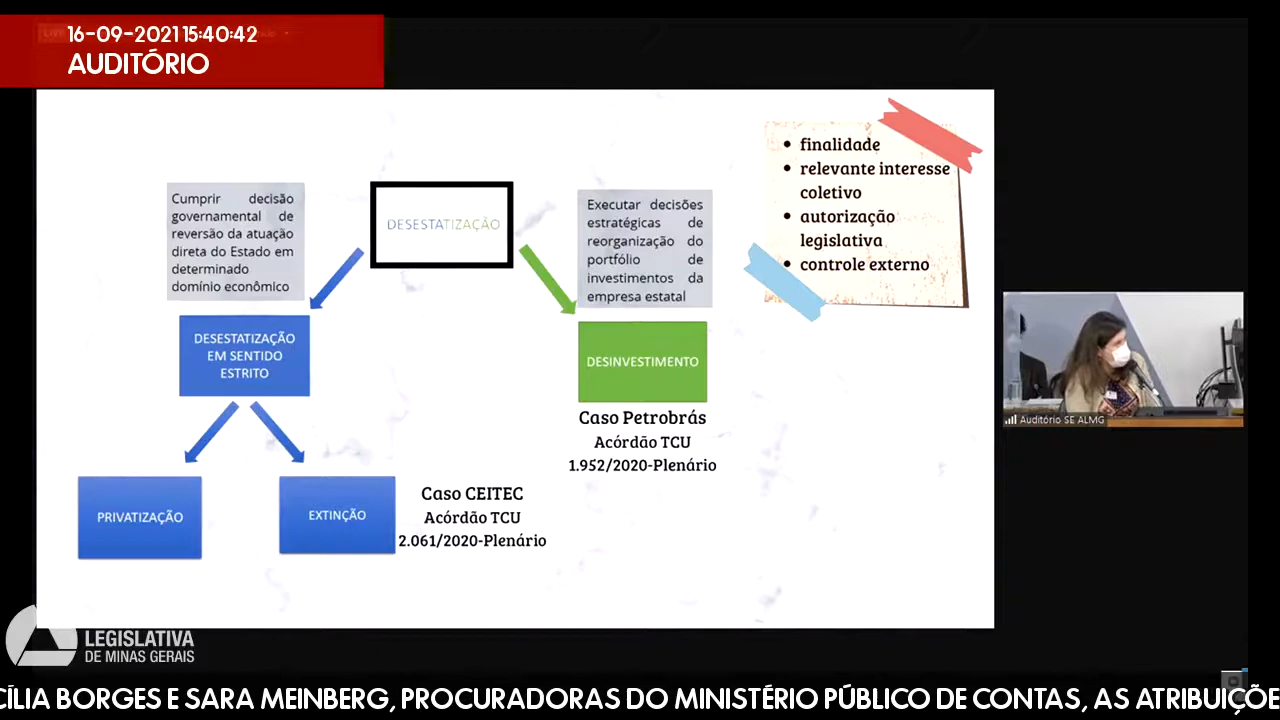 16-09-2021 15:40:42
AUDITÓRIO
Cumprir decisão
governamental de
reversão da atuação
direta do Estado em
determinado
domínio econômico
DESESTATIZAÇÃO
Executar decisões
estratégicas de
reorganização do
portfólio de
investimentos da
empresa estatal
• finalidade
• relevante interesse
coletivo
• autorização
legislativa
• controle externo
DESESTATIZAÇÃO
EM SENTIDO
ESTRITO
DESINVESTIMENTO
Caso Petrobrás
Acórdão TCU
1.952/2020-Plenário
PRIVATIZAÇÃO
EXTINÇÃO
Caso CEITEC
Acórdão TCU
2.061/2020-Plenário
Auditório SE ALMG
LEGISLATIVA
DE MINAS GERAIS
CÍLIA BORGES E SARA MEINBERG, PROCURADORAS DO MINISTÉRIO PÚBLICO DE CONTAS, AS ATRIBUIÇÕE